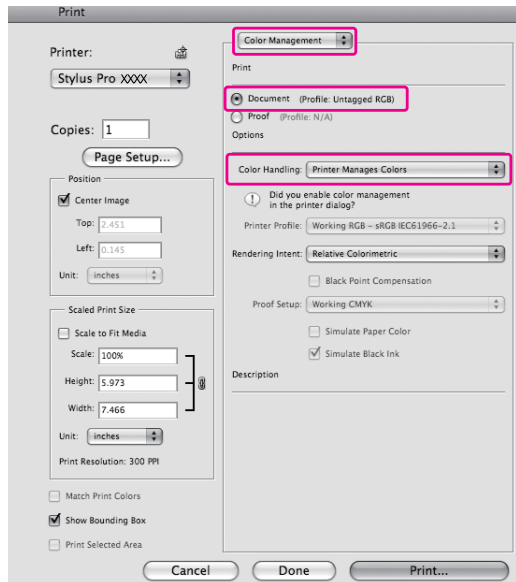 Print
Printer:
Stylus Pro XXXX
Copies: 1
Page Setup...
Position
Center Image
Top: 2.451
Left: 0.145
Unit: inches
Scaled Print Size
Scale to Fit Media
Scale: 100%
Height: 5.973
Width: 7.466
Unit: inches
Print Resolution: 300 PPI
Match Print Colors
Show Bounding Box
Print Selected Area
Color Management
Print
Document (Profile: Untagged RGB)
Proof (Profile: N/A)
Options
Color Handling: Printer Manages Colors
Did you enable color management
in the printer dialog?
Printer Profile: Working RGB - sRGB IEC61966-2.1
Rendering Intent: Relative Colorimetric
Black Point Compensation
Proof Setup: Working CMYK
Simulate Paper Color
Simulate Black Ink
Description
Cancel
Done
Print...